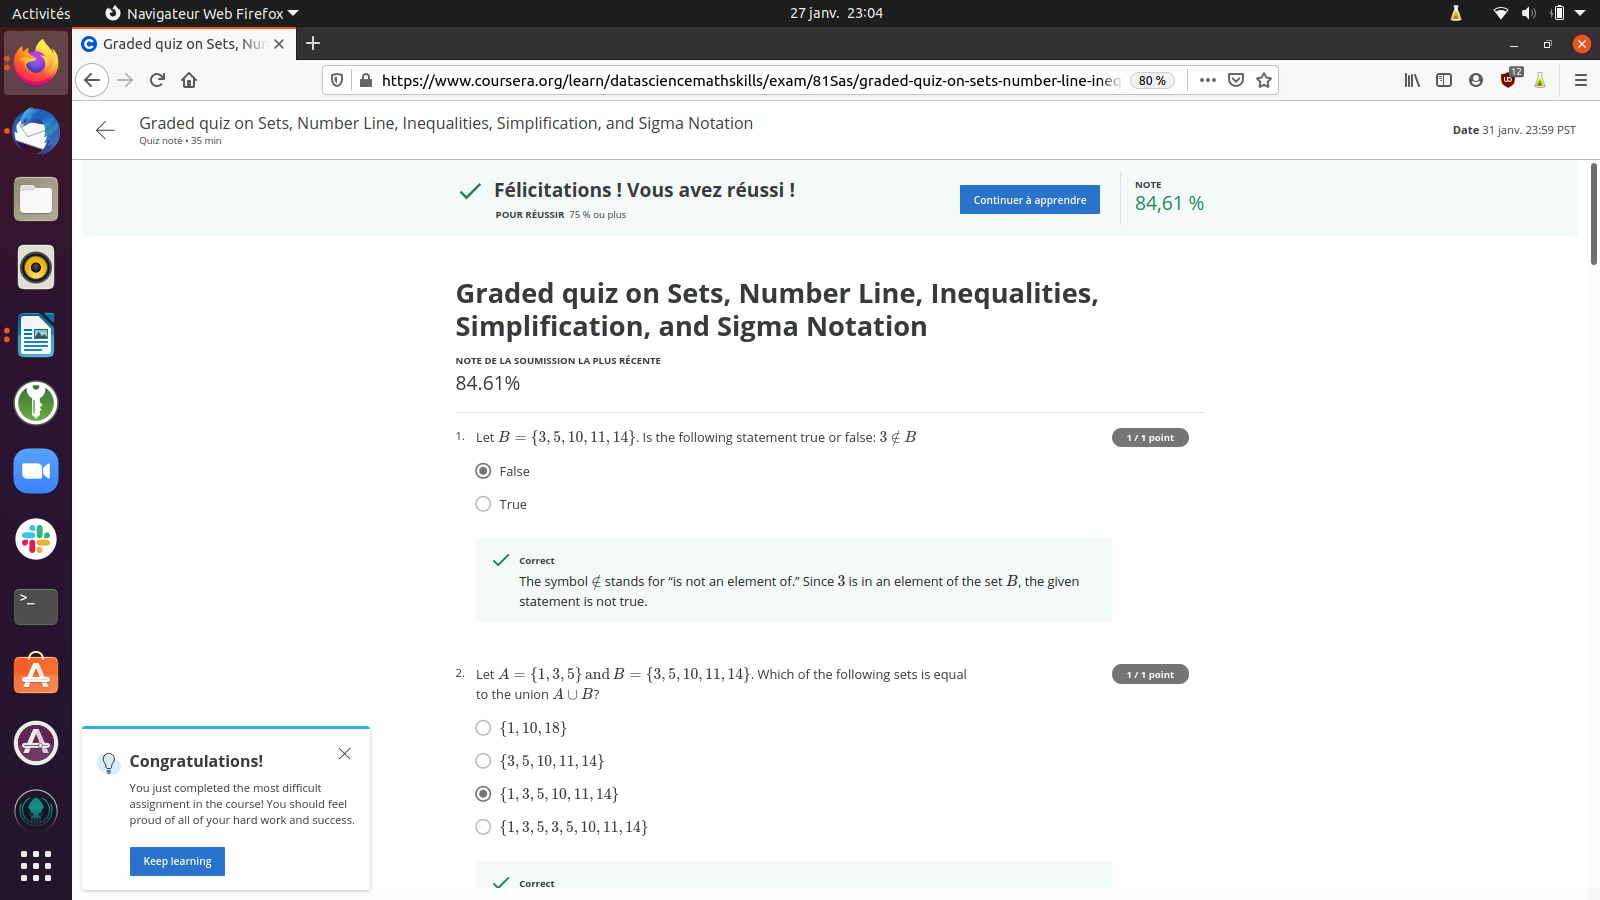 Activités
Navigateur Web Firefox
27 janv. 23:04
Graded quiz on Sets, Nun
https://www.coursera.org/learn/datasciencemathskills/exam/81Sas/graded-quiz-on-sets-number-line-ineq
80 %
12
Graded quiz on Sets, Number Line, Inequalities, Simplification, and Sigma Notation
Quiz noté • 35 min
Date 31 janv. 23:59 PST
Félicitations ! Vous avez réussi !
POUR RÉUSSIR 75 % ou plus
Continuer à apprendre
NOTE
84,61 %
Graded quiz on Sets, Number Line, Inequalities,
Simplification, and Sigma Notation
NOTE DE LA SOUMISSION LA PLUS RÉCENTE
84.61%
1. Let B = {3, 5, 10, 11, 14}. Is the following statement true or false: 3 ∉ B
1 / 1 point
False
True
Correct
The symbol ∉ stands for “is not an element of.” Since 3 is in an element of the set B, the given
statement is not true.
2. Let A = {1, 3, 5} and B = {3, 5, 10, 11, 14}. Which of the following sets is equal
to the union A ∪ B?
1 / 1 point
{1, 10, 18}
{3, 5, 10, 11, 14}
{1, 3, 5, 10, 11, 14}
{1, 3, 5, 3, 5, 10, 11, 14}
Correct
Congratulations!
You just completed the most difficult
assignment in the course! You should feel
proud of all of your hard work and success.
Keep learning